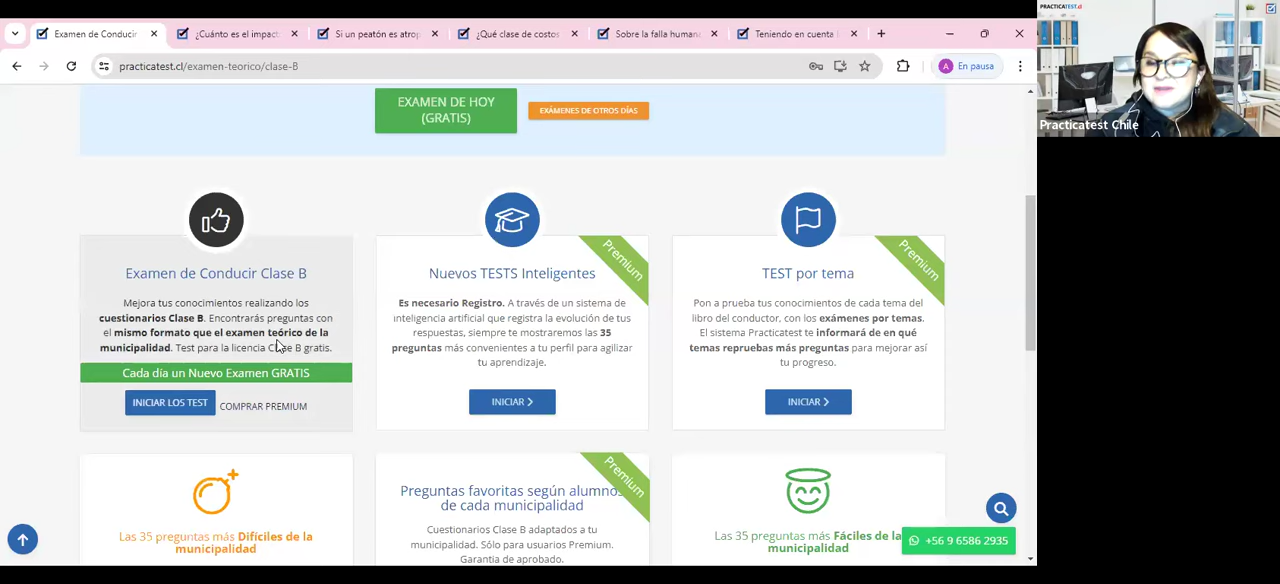 Examen de Conducir
¿Cuánto es el impact
Si un peatón es atrop
¿Qué clase de costos
Sobre la falla humana
Teniendo en cuenta l
practicatest.cl/examen-teorico/clase-B
A
En pausa
PRACTICATEST.cl
Practicatest Chile
EXAMEN DE HOY
(GRATIS)
EXÁMENES DE OTROS DÍAS
Examen de Conducir Clase B
Mejora tus conocimientos realizando los
cuestionarios Clase B. Encontrarás preguntas con
el mismo formato que el examen teórico de la
municipalidad. Test para la licencia Clase B gratis.
Cada día un Nuevo Examen GRATIS
INICIAR LOS TEST
COMPRAR PREMIUM
Premium
Nuevos TESTS Inteligentes
Es necesario Registro. A través de un sistema de
inteligencia artificial que registra la evolución de tus
respuestas, siempre te mostraremos las 35
preguntas más convenientes a tu perfil para agilizar
tu aprendizaje.
INICIAR
Premium
TEST por tema
Pon a prueba tus conocimientos de cada tema del
libro del conductor, con los exámenes por temas.
El sistema Practicatest te informará de en qué
temas repruebas más preguntas para mejorar así
tu progreso.
INICIAR
Las 35 preguntas más Difíciles de la
municipalidad
Premium
Preguntas favoritas según alumnos
de cada municipalidad
Cuestionarios Clase B adaptados a tu
municipalidad. Sólo para usuarios Premium.
Garantía de aprobado.
Las 35 preguntas más Fáciles de la
municipalidad
+56 9 6586 2935